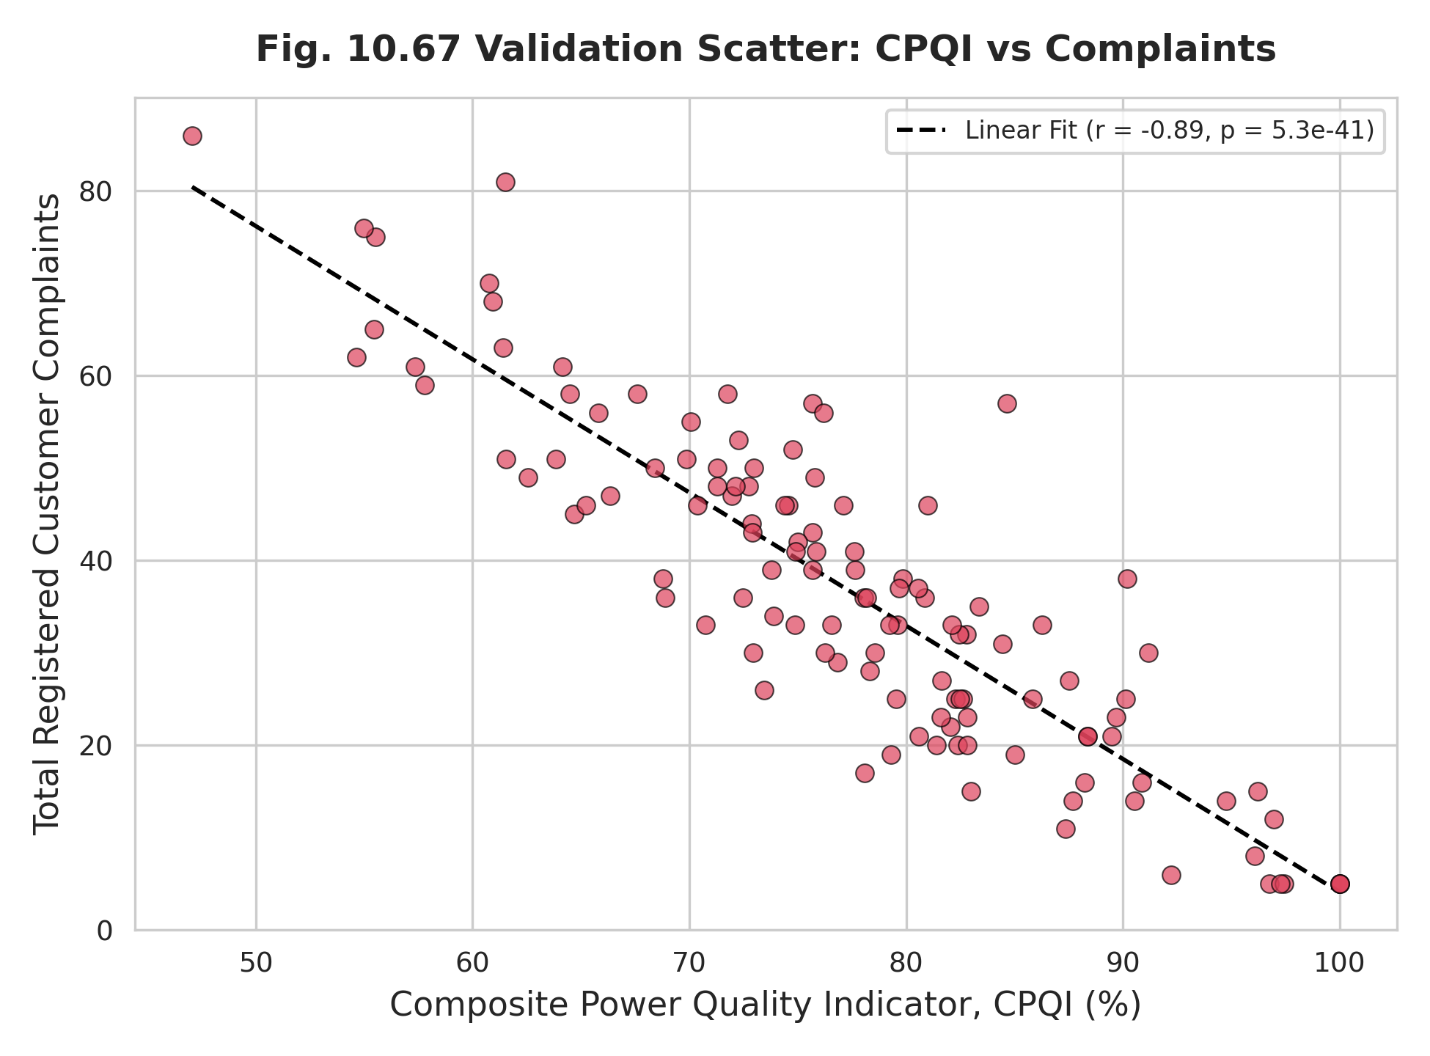 Fig. 10.67 Validation Scatter: CPQI vs Complaints
Linear Fit (r = -0.89, p = 5.3e-41)
Total Registered Customer Complaints
80
60
40
20
0
50 60 70 80 90 100
Composite Power Quality Indicator, CPQI (%)